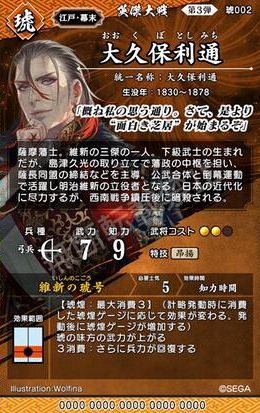 琥
江戸・幕末
英傑大戦
第3弾
琥002
おおくぼとしみち
大久保利通
統一名称:大久保利通
生没年:1830~1878
「概ね私の思う通り。さて、是より
“面白き芝居”が始まるぞ」
薩摩藩士。維新の三傑の一人。下級武士の生まれ
だが、島津久光の取り立てで藩政の中枢を担い、
薩長同盟の締結などを主導。公武合体と倒幕運動
で活躍し明治維新の立役者となる。日本の近代化
に尽力するが、西南戦争鎮圧後に暗殺される。
兵種 武力 知力 武将コスト
弓兵 7 9 特技 昂揚
いしんのこごう
維新の琥号
必要士気 5
効果時間 知力時間
効果範囲
【琥煌:最大消費3】(計略発動時に消費
した琥煌ゲージに応じて効果が変わる。発
動後に琥煌ゲージが増加する)
琥の味方の武力が上がる
3消費:さらに兵力が回復する
Illustration:Wolfina
©SEGA
0000 0000 0000 0000 0000